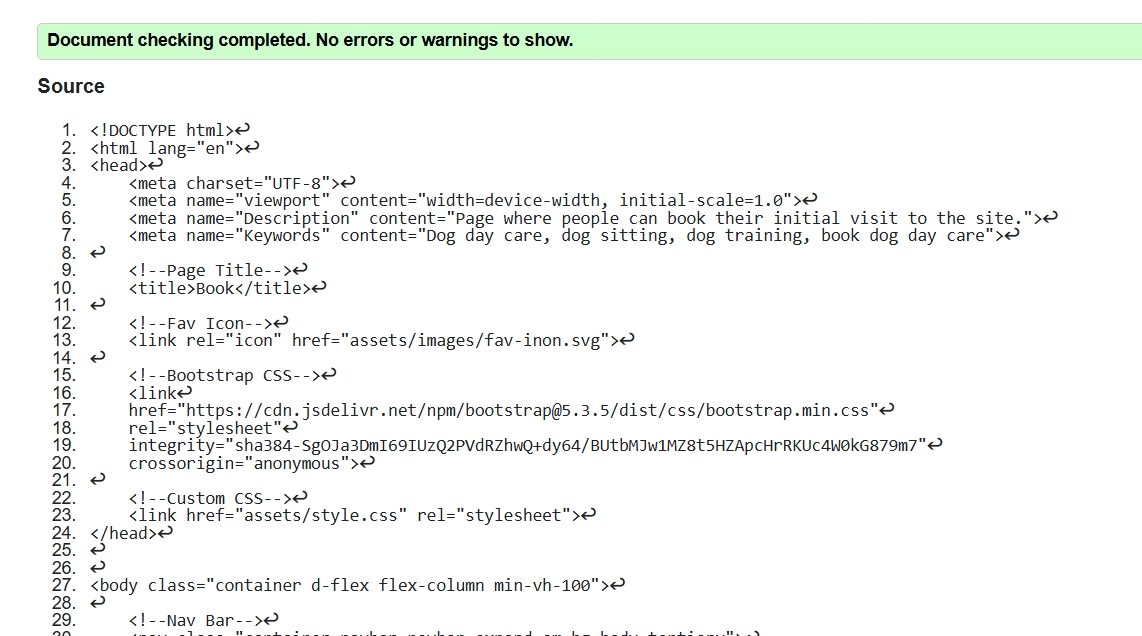 Document checking completed. No errors or warnings to show.
Source
1. <!DOCTYPE html>↩
2. <html lang="en">↩
3. <head>↩
4.     <meta charset="UTF-8">↩
5.     <meta name="viewport" content="width=device-width, initial-scale=1.0">↩
6.     <meta name="Description" content="Page where people can book their initial visit to the site.">↩
7.     <meta name="Keywords" content="Dog day care, dog sitting, dog training, book dog day care">↩
8. ↩
9.     <!--Page Title-->↩
10.     <title>Book</title>↩
11. ↩
12.     <!--Fav Icon-->↩
13.     <link rel="icon" href="assets/images/fav-inon.svg">↩
14. ↩
15.     <!--Bootstrap CSS-->↩
16.     <link↩
17.     href="https://cdn.jsdelivr.net/npm/bootstrap@5.3.5/dist/css/bootstrap.min.css"↩
18.     rel="stylesheet"↩
19.     integrity="sha384-SgOJa3DmI69IUzQ2PVdRZhwQ+dy64/BUtbMJw1MZ8t5HZApcHrRKUc4W0kG879m7"↩
20.     crossorigin="anonymous">↩
21. ↩
22.     <!--Custom CSS-->↩
23.     <link href="assets/style.css" rel="stylesheet">↩
24. </head>↩
25. ↩
26. ↩
27. <body class="container d-flex flex-column min-vh-100">↩
28. ↩
29.     <!--Nav Bar-->↩